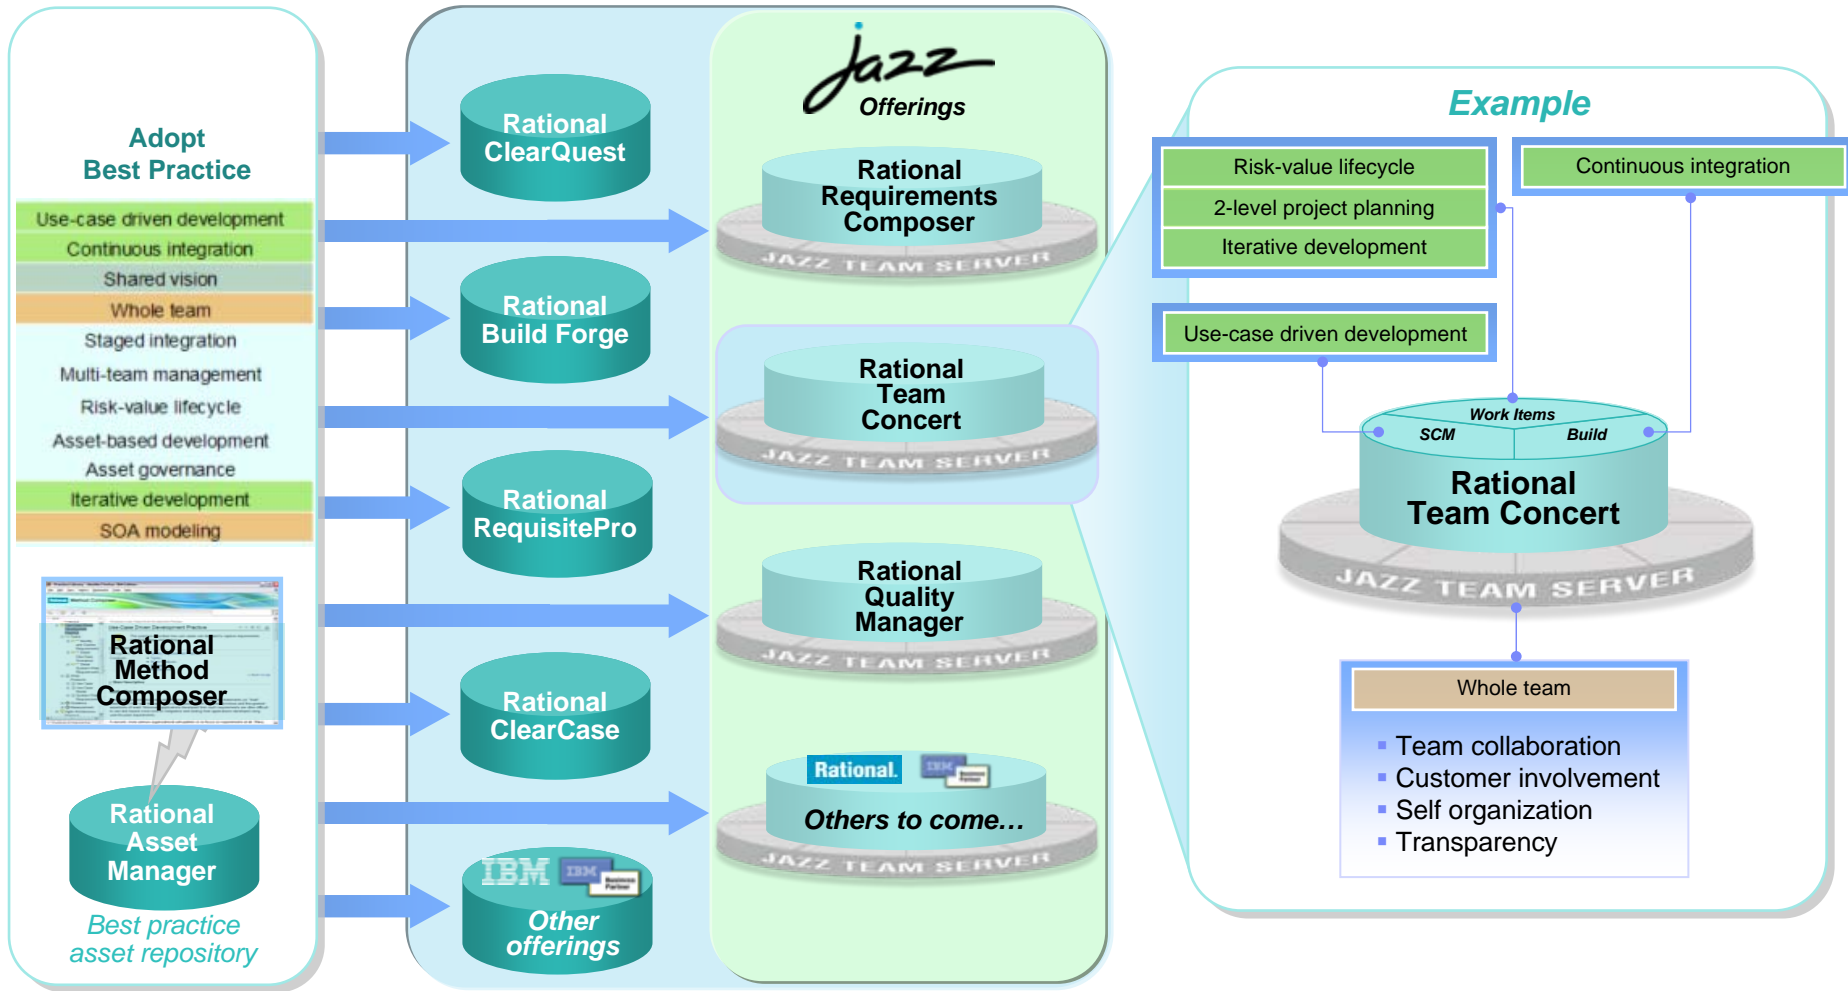 Adopt
Best Practice
Use-case driven development
Continuous integration
Shared vision
Whole team
Staged integration
Multi-team management
Risk-value lifecycle
Asset-based development
Asset governance
Iterative development
SOA modeling
Rational
Method
Composer
Rational
Asset
Manager
Best practice
asset repository
Rational
ClearQuest
Rational
Build Forge
Rational
RequisitePro
Rational
ClearCase
IBM
IBM
Business
Partner
Other
offerings
jazz
Offerings
Rational
Requirements
Composer
JAZZ TEAM SERVER
Rational
Team
Concert
JAZZ TEAM SERVER
Rational
Quality
Manager
JAZZ TEAM SERVER
Rational.
IBM
Business
Partner
Others to come…
JAZZ TEAM SERVER
Example
Risk-value lifecycle
2-level project planning
Iterative development
Continuous integration
Use-case driven development
Work Items
SCM
Build
Rational
Team Concert
JAZZ TEAM SERVER
Whole team
Team collaboration
Customer involvement
Self organization
Transparency